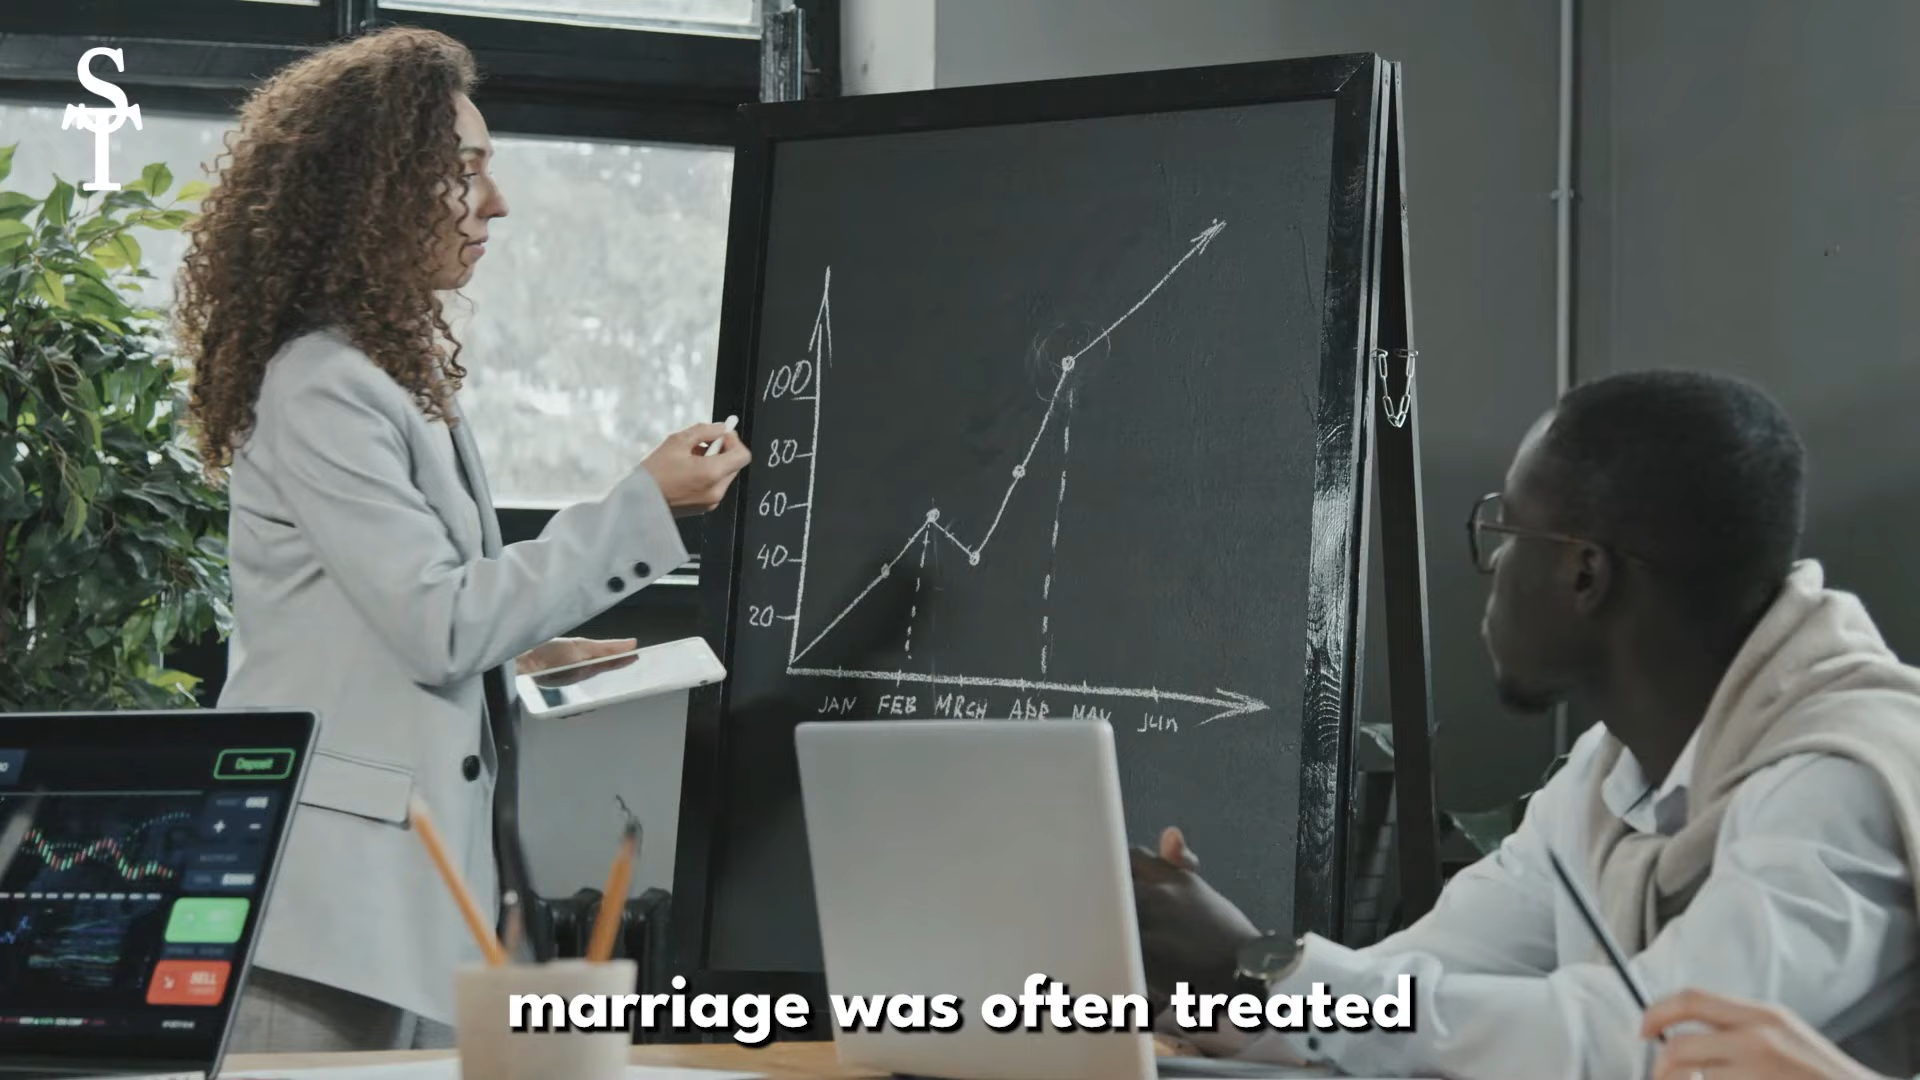 100
80
60
40
20
JAN FEB MRCH APR MAY JUN
Deposit
SELL
marriage was often treated